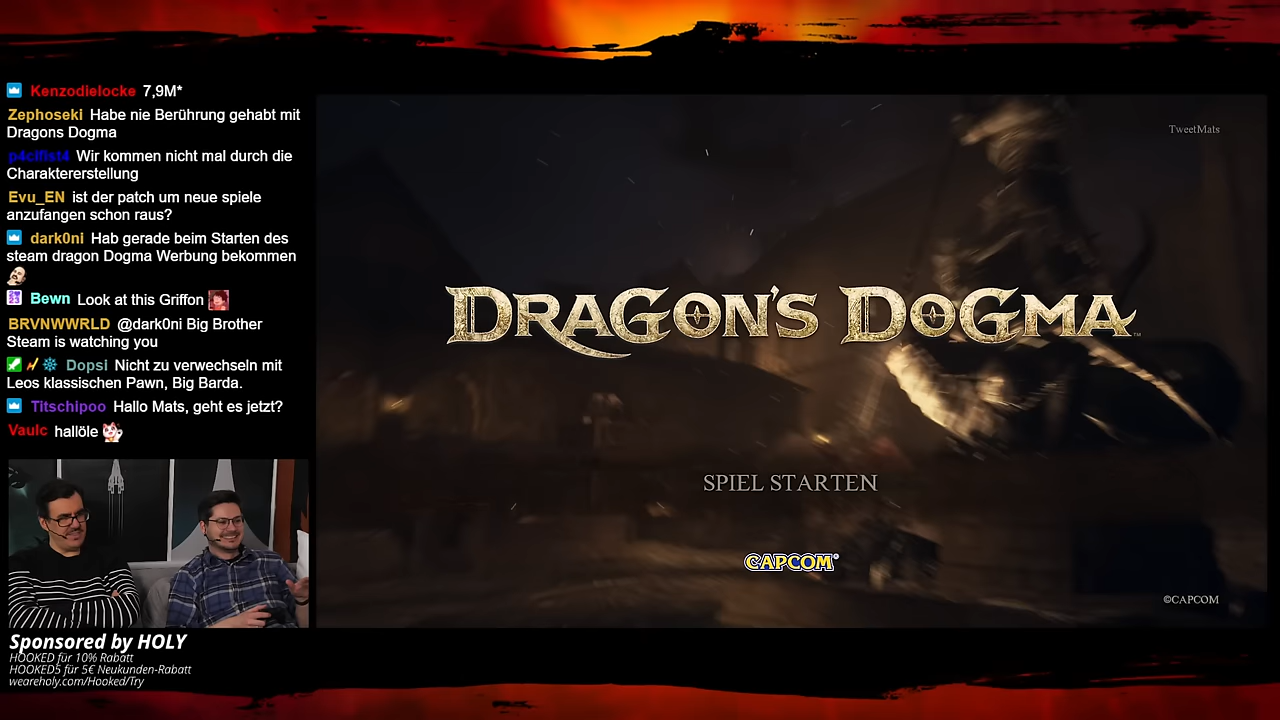 Kenzodielocke 7,9M*
Zephoseki Habe nie Berührung gehabt mit
Dragons Dogma
p4cifist4 Wir kommen nicht mal durch die
Charaktererstellung
Evu_EN ist der patch um neue spiele
anzufangen schon raus?
dark0ni Hab gerade beim Starten des
steam dragon Dogma Werbung bekommen
Bewn Look at this Griffon
BRVNWWRLD @dark0ni Big Brother
Steam is watching you
Dopsi Nicht zu verwechseln mit
Leos klassischen Pawn, Big Barda.
Titschipoo Hallo Mats, geht es jetzt?
Vaulc hallöle
Sponsored by HOLY
HOOKED für 10% Rabatt
HOOKED5 für 5€ Neukunden-Rabatt
weareholy.com/Hooked/Try
TweetMats
DRAGON'S DOGMA™
SPIEL STARTEN
CAPCOM®
©CAPCOM